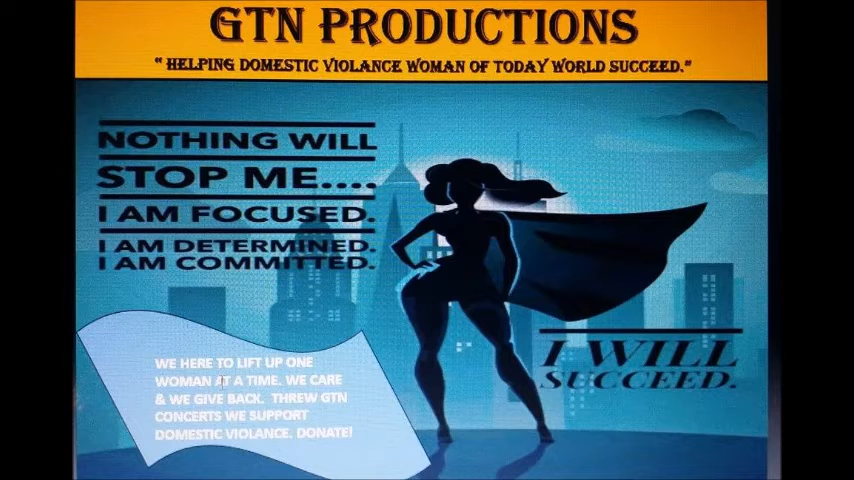 GTN PRODUCTIONS
“ HELPING DOMESTIC VIOLANCE WOMAN OF TODAY WORLD SUCCEED.”
NOTHING WILL
STOP ME....
I AM FOCUSED.
I AM DETERMINED.
I AM COMMITTED.
I WILL
SUCCEED.
WE HERE TO LIFT UP ONE
WOMAN AT A TIME. WE CARE
& WE GIVE BACK. THREW GTN
CONCERTS WE SUPPORT
DOMESTIC VIOLANCE. DONATE!